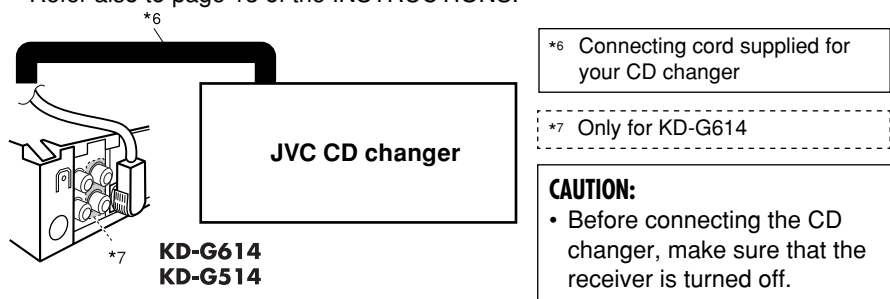 *6
JVC CD changer
*7
KD-G614
KD-G514
*6 Connecting cord supplied for
your CD changer
*7 Only for KD-G614
CAUTION:
• Before connecting the CD
changer, make sure that the
receiver is turned off.